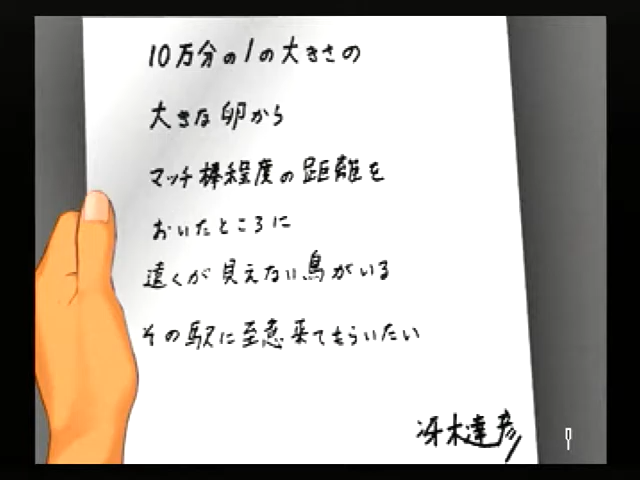 10万分の1の大きさの
大きな卵から
マッチ棒程度の距離を
おいたところに
遠くが見えない鳥がいる
その駅に至急来てもらいたい
冴木達彦